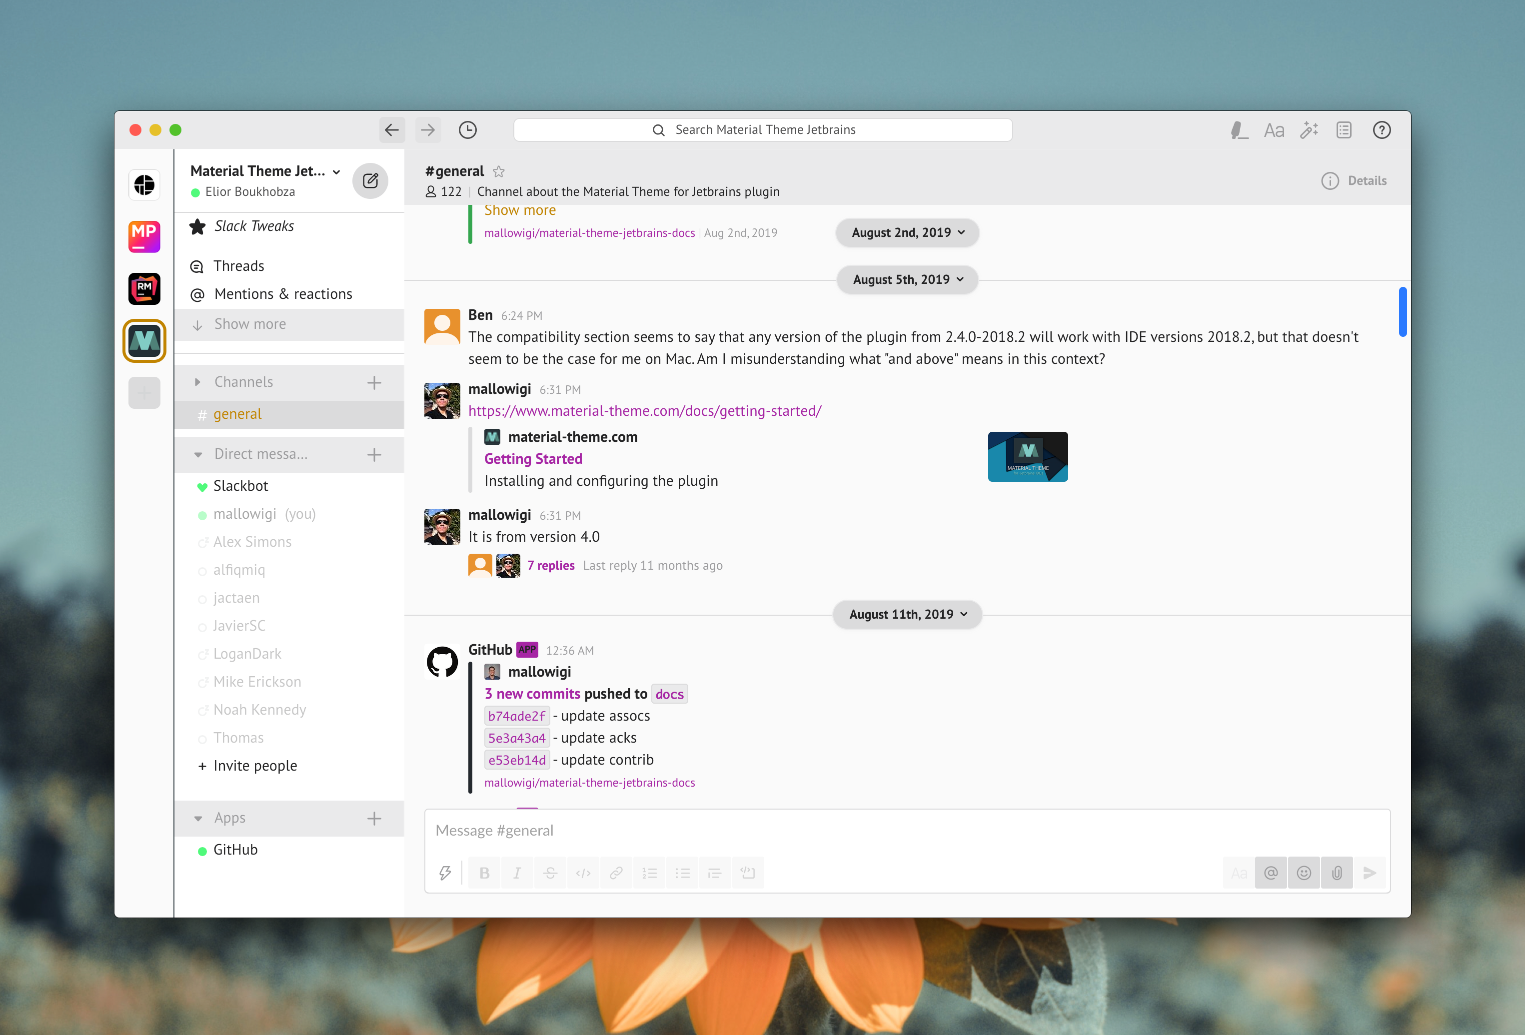 Search Material Theme Jetbrains
Aa
?
MP
RM
Material Theme Jet...
Elior Boukhobza
Slack Tweaks
Threads
@ Mentions & reactions
Show more
Channels
# general
Direct messa...
Slackbot
mallowigi (you)
Alex Simons
alfiqmiq
jactaen
JavierSC
LoganDark
Mike Erickson
Noah Kennedy
Thomas
+ Invite people
Apps
GitHub
#general
122 | Channel about the Material Theme for Jetbrains plugin
Details
Show more
mallowigi/material-theme-jetbrains-docs Aug 2nd, 2019
August 2nd, 2019
August 5th, 2019
Ben 6:24 PM
The compatibility section seems to say that any version of the plugin from 2.4.0-2018.2 will work with IDE versions 2018.2, but that doesn't
seem to be the case for me on Mac. Am I misunderstanding what "and above" means in this context?
mallowigi 6:31 PM
https://www.material-theme.com/docs/getting-started/
material-theme.com
Getting Started
Installing and configuring the plugin
MATERIAL THEME
mallowigi 6:31 PM
It is from version 4.0
7 replies Last reply 11 months ago
August 11th, 2019
GitHub APP 12:36 AM
mallowigi
3 new commits pushed to docs
b74ade2f - update assocs
5e3a43a4 - update acks
e53eb14d - update contrib
mallowigi/material-theme-jetbrains-docs
Message #general
B I S </>
Aa @